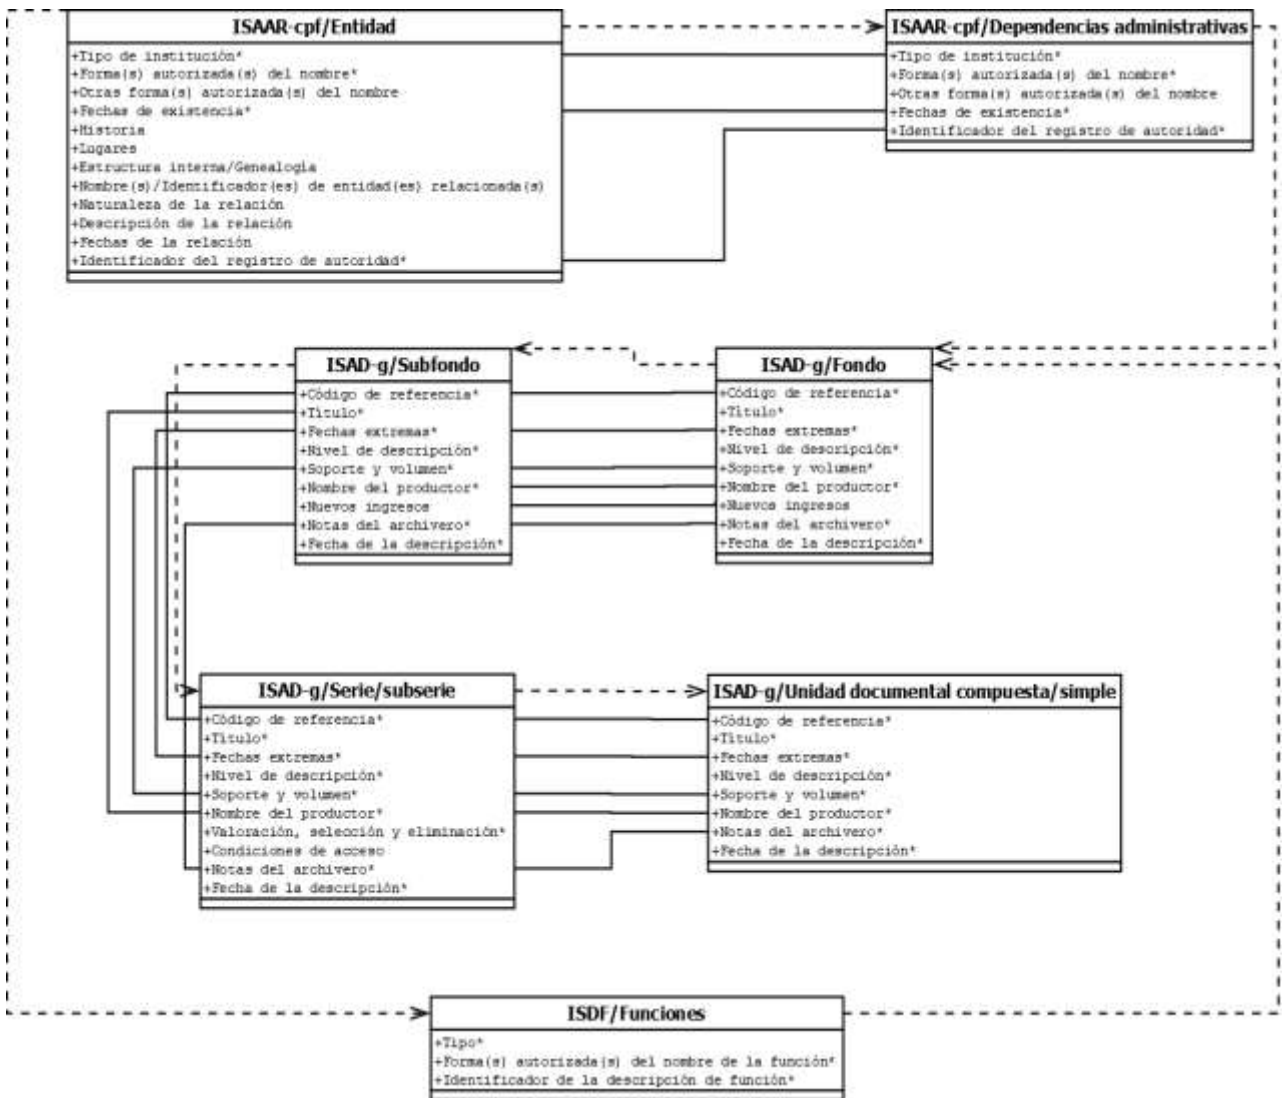 ISAAR-cpf/Entidad
+Tipo de institución*
+Forma(s) autorizada(s) del nombre*
+Otras forma(s) autorizada(s) del nombre
+Fechas de existencia*
+Historia
+Lugares
+Estructura interna/Genealogía
+Nombre(s)/Identificador(es) de entidad(es) relacionada(s)
+Naturaleza de la relación
+Descripción de la relación
+Fechas de la relación
+Identificador del registro de autoridad*
ISAAR-cpf/Dependencias administrativas
+Tipo de institución*
+Forma(s) autorizada(s) del nombre*
+Otras forma(s) autorizada(s) del nombre
+Fechas de existencia*
+Identificador del registro de autoridad*
ISAD-g/Subfondo
+Código de referencia*
+Título*
+Fechas extremas*
+Nivel de descripción*
+Soporte y volumen*
+Nombre del productor*
+Nuevos ingresos
+Notas del archivero*
+Fecha de la descripción*
ISAD-g/Fondo
+Código de referencia*
+Título*
+Fechas extremas*
+Nivel de descripción*
+Soporte y volumen*
+Nombre del productor*
+Nuevos ingresos
+Notas del archivero*
+Fecha de la descripción*
ISAD-g/Serie/subserie
+Código de referencia*
+Título*
+Fechas extremas*
+Nivel de descripción*
+Soporte y volumen*
+Nombre del productor*
+Valoración, selección y eliminación*
+Condiciones de acceso
+Notas del archivero*
+Fecha de la descripción*
ISAD-g/Unidad documental compuesta/simple
+Código de referencia*
+Título*
+Fechas extremas*
+Nivel de descripción*
+Soporte y volumen*
+Nombre del productor*
+Notas del archivero*
+Fecha de la descripción*
ISDF/Funciones
+Tipo*
+Forma(s) autorizada(s) del nombre de la función*
+Identificador de la descripción de función*